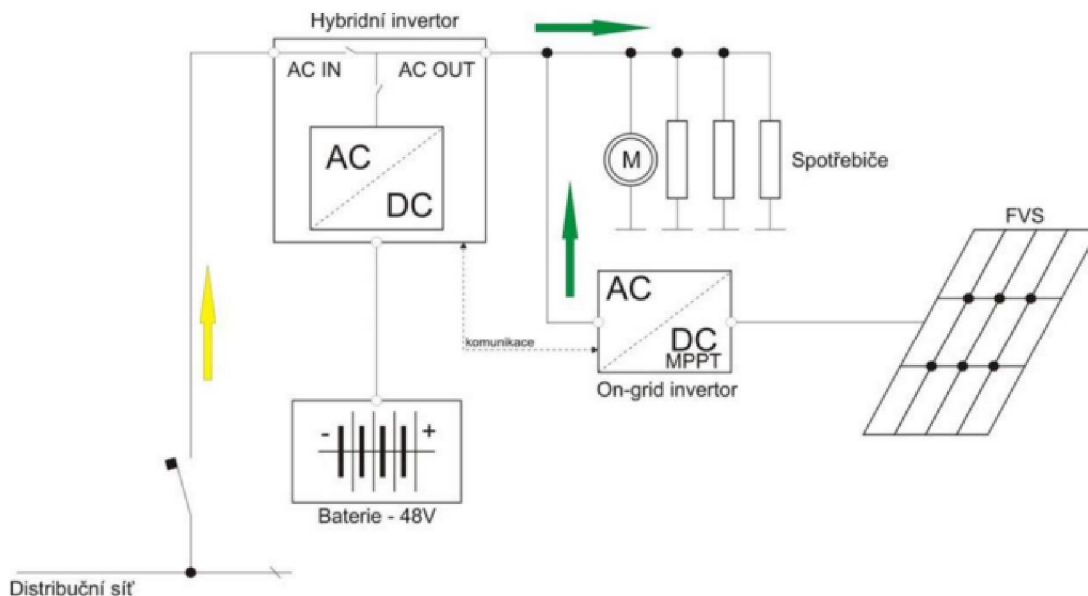 Hybridní invertor
AC IN
AC OUT
AC
DC
M
Spotřebiče
FVS
AC
DC
MPPT
komunikace
On-grid invertor
- +
Baterie - 48V
Distribuční síť